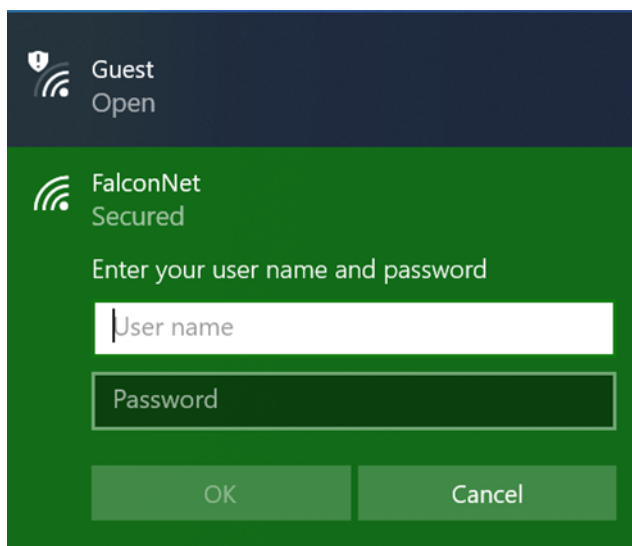 Guest
Open
FalconNet
Secured
Enter your user name and password
User name
Password
OK
Cancel